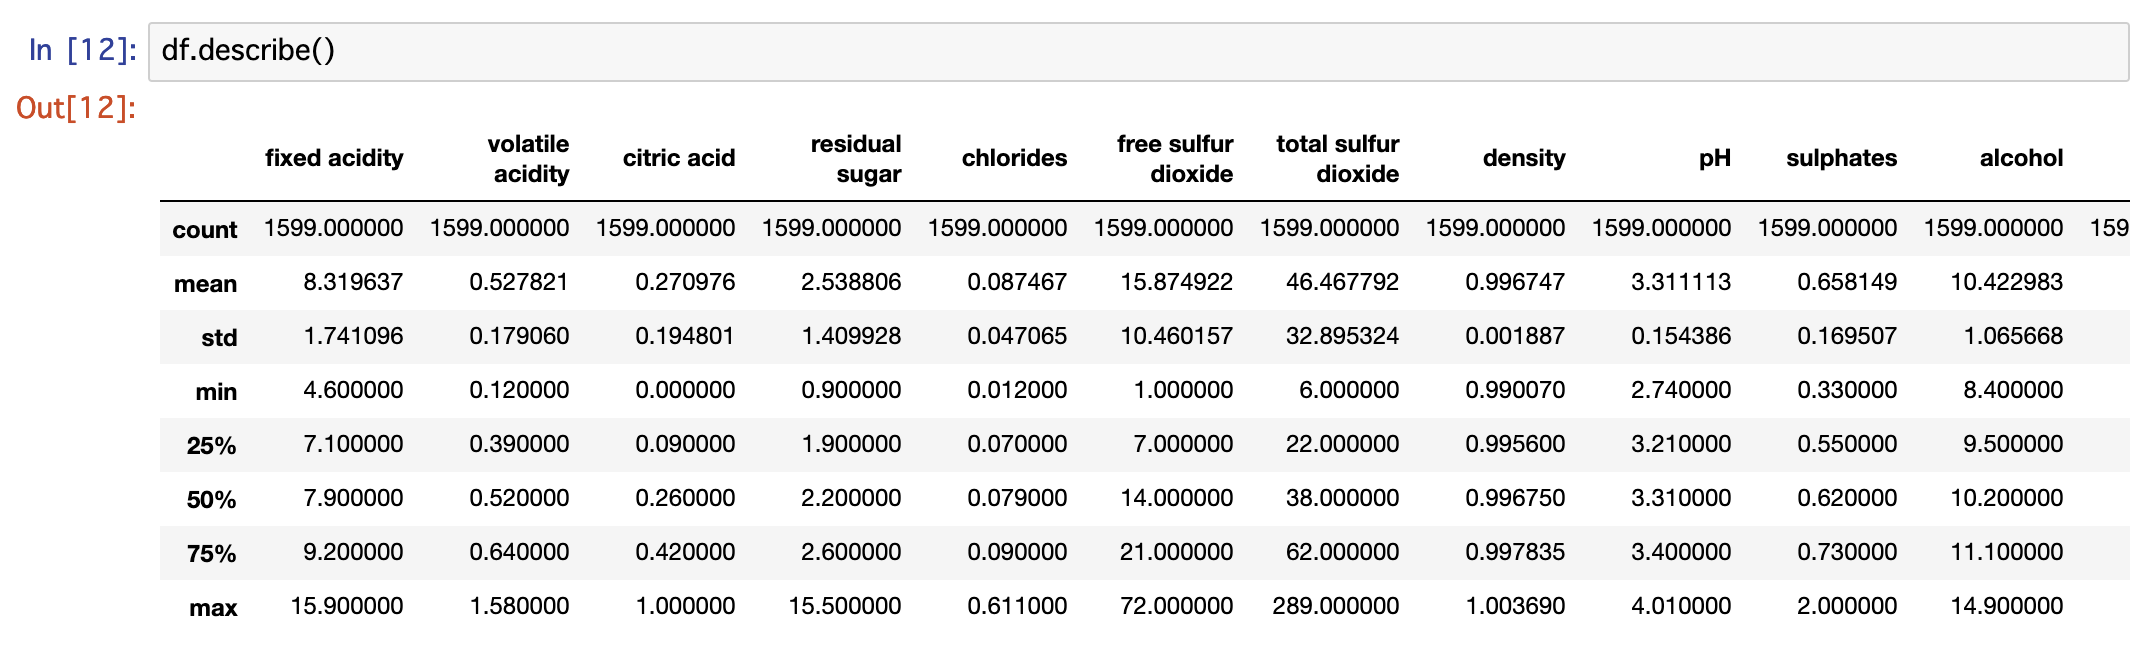 In [12]: df.describe()
Out[12]:
fixed acidity volatile acidity citric acid residual sugar chlorides free sulfur dioxide total sulfur dioxide density pH sulphates alcohol
count 1599.000000 1599.000000 1599.000000 1599.000000 1599.000000 1599.000000 1599.000000 1599.000000 1599.000000 1599.000000 1599.000000 159
mean 8.319637 0.527821 0.270976 2.538806 0.087467 15.874922 46.467792 0.996747 3.311113 0.658149 10.422983
std 1.741096 0.179060 0.194801 1.409928 0.047065 10.460157 32.895324 0.001887 0.154386 0.169507 1.065668
min 4.600000 0.120000 0.000000 0.900000 0.012000 1.000000 6.000000 0.990070 2.740000 0.330000 8.400000
25% 7.100000 0.390000 0.090000 1.900000 0.070000 7.000000 22.000000 0.995600 3.210000 0.550000 9.500000
50% 7.900000 0.520000 0.260000 2.200000 0.079000 14.000000 38.000000 0.996750 3.310000 0.620000 10.200000
75% 9.200000 0.640000 0.420000 2.600000 0.090000 21.000000 62.000000 0.997835 3.400000 0.730000 11.100000
max 15.900000 1.580000 1.000000 15.500000 0.611000 72.000000 289.000000 1.003690 4.010000 2.000000 14.900000